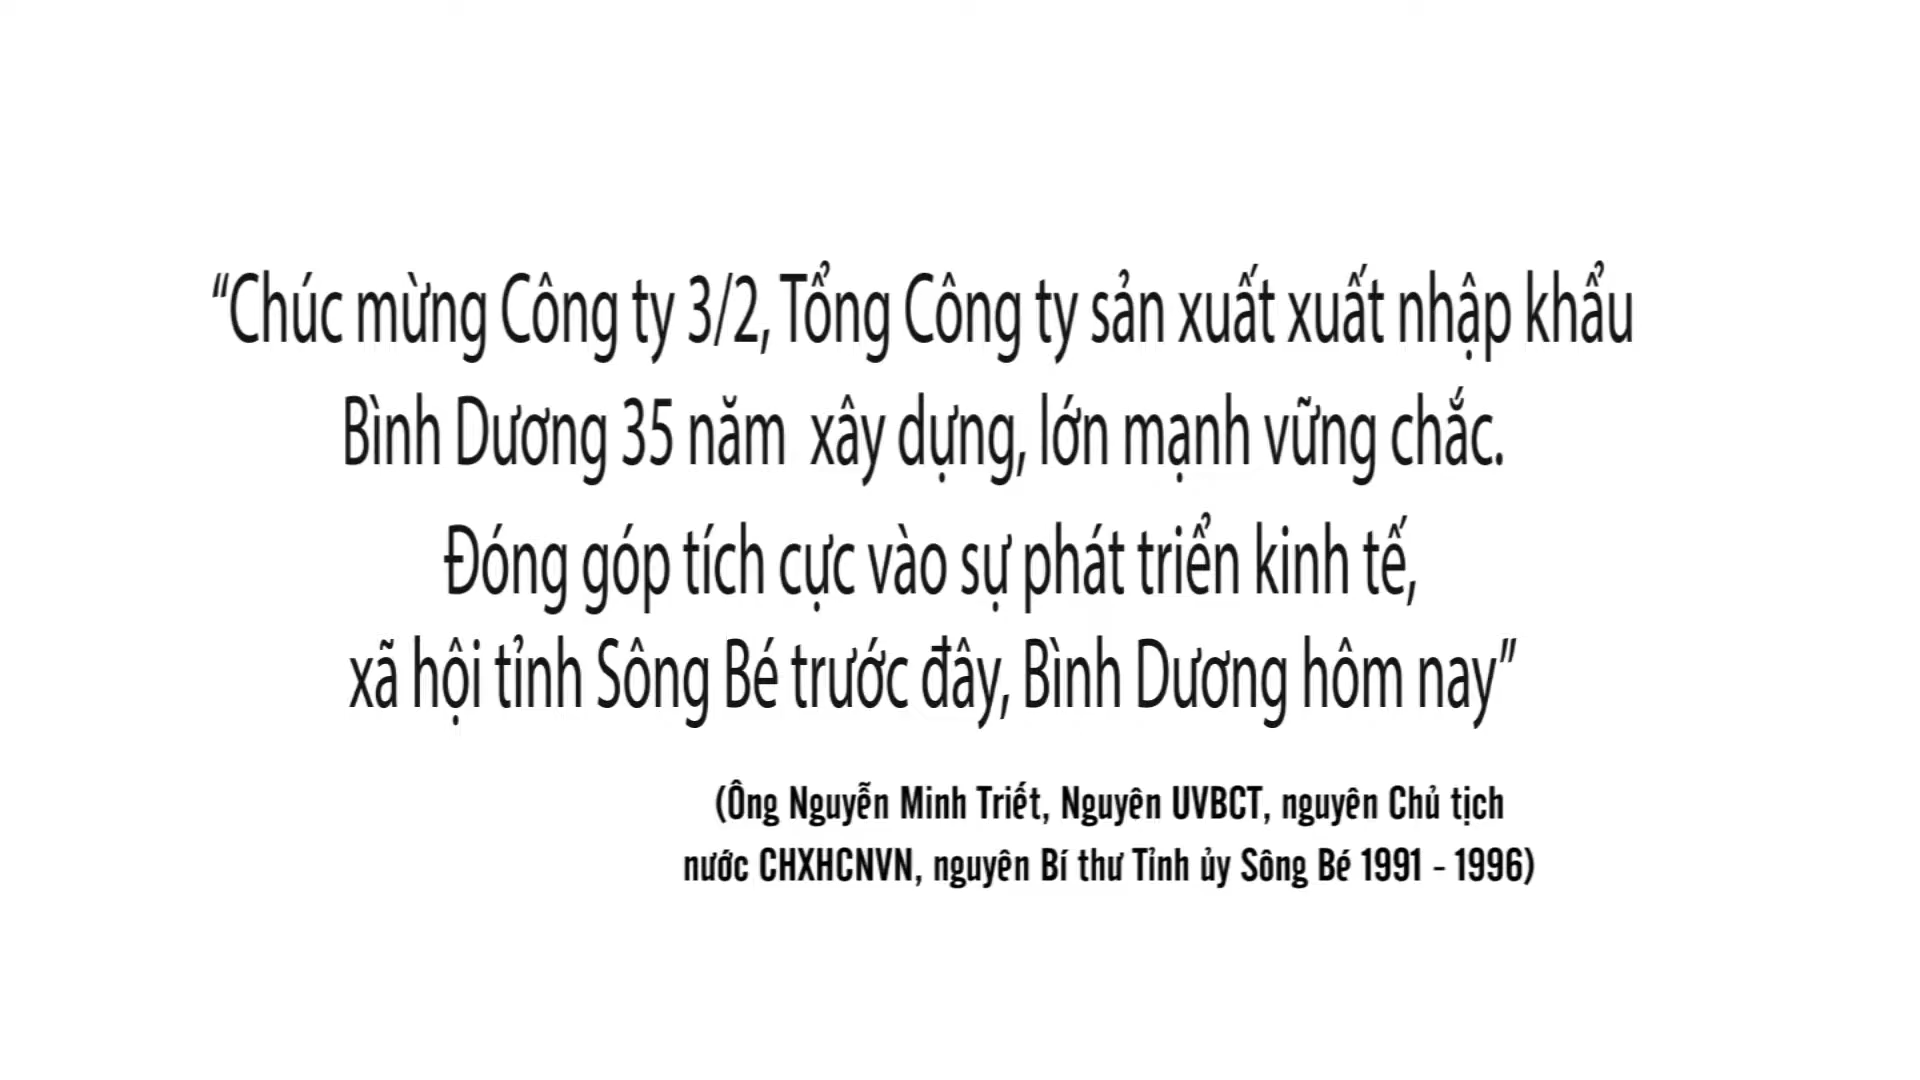 “Chúc mừng Công ty 3/2, Tổng Công ty sản xuất xuất nhập khẩu
Bình Dương 35 năm  xây dựng, lớn mạnh vững chắc.
Đóng góp tích cực vào sự phát triển kinh tế,
xã hội tỉnh Sông Bé trước đây, Bình Dương hôm nay”
(Ông Nguyễn Minh Triết, Nguyên UVBCT, nguyên Chủ tịch
nước CHXHCNVN, nguyên Bí thư Tỉnh ủy Sông Bé 1991 - 1996)